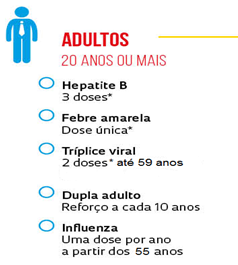 ADULTOS
20 ANOS OU MAIS
Hepatite B
3 doses*
Febre amarela
Dose única*
Tríplice viral
2 doses* até 59 anos
Dupla adulto
Reforço a cada 10 anos
Influenza
Uma dose por ano
a partir dos 55 anos